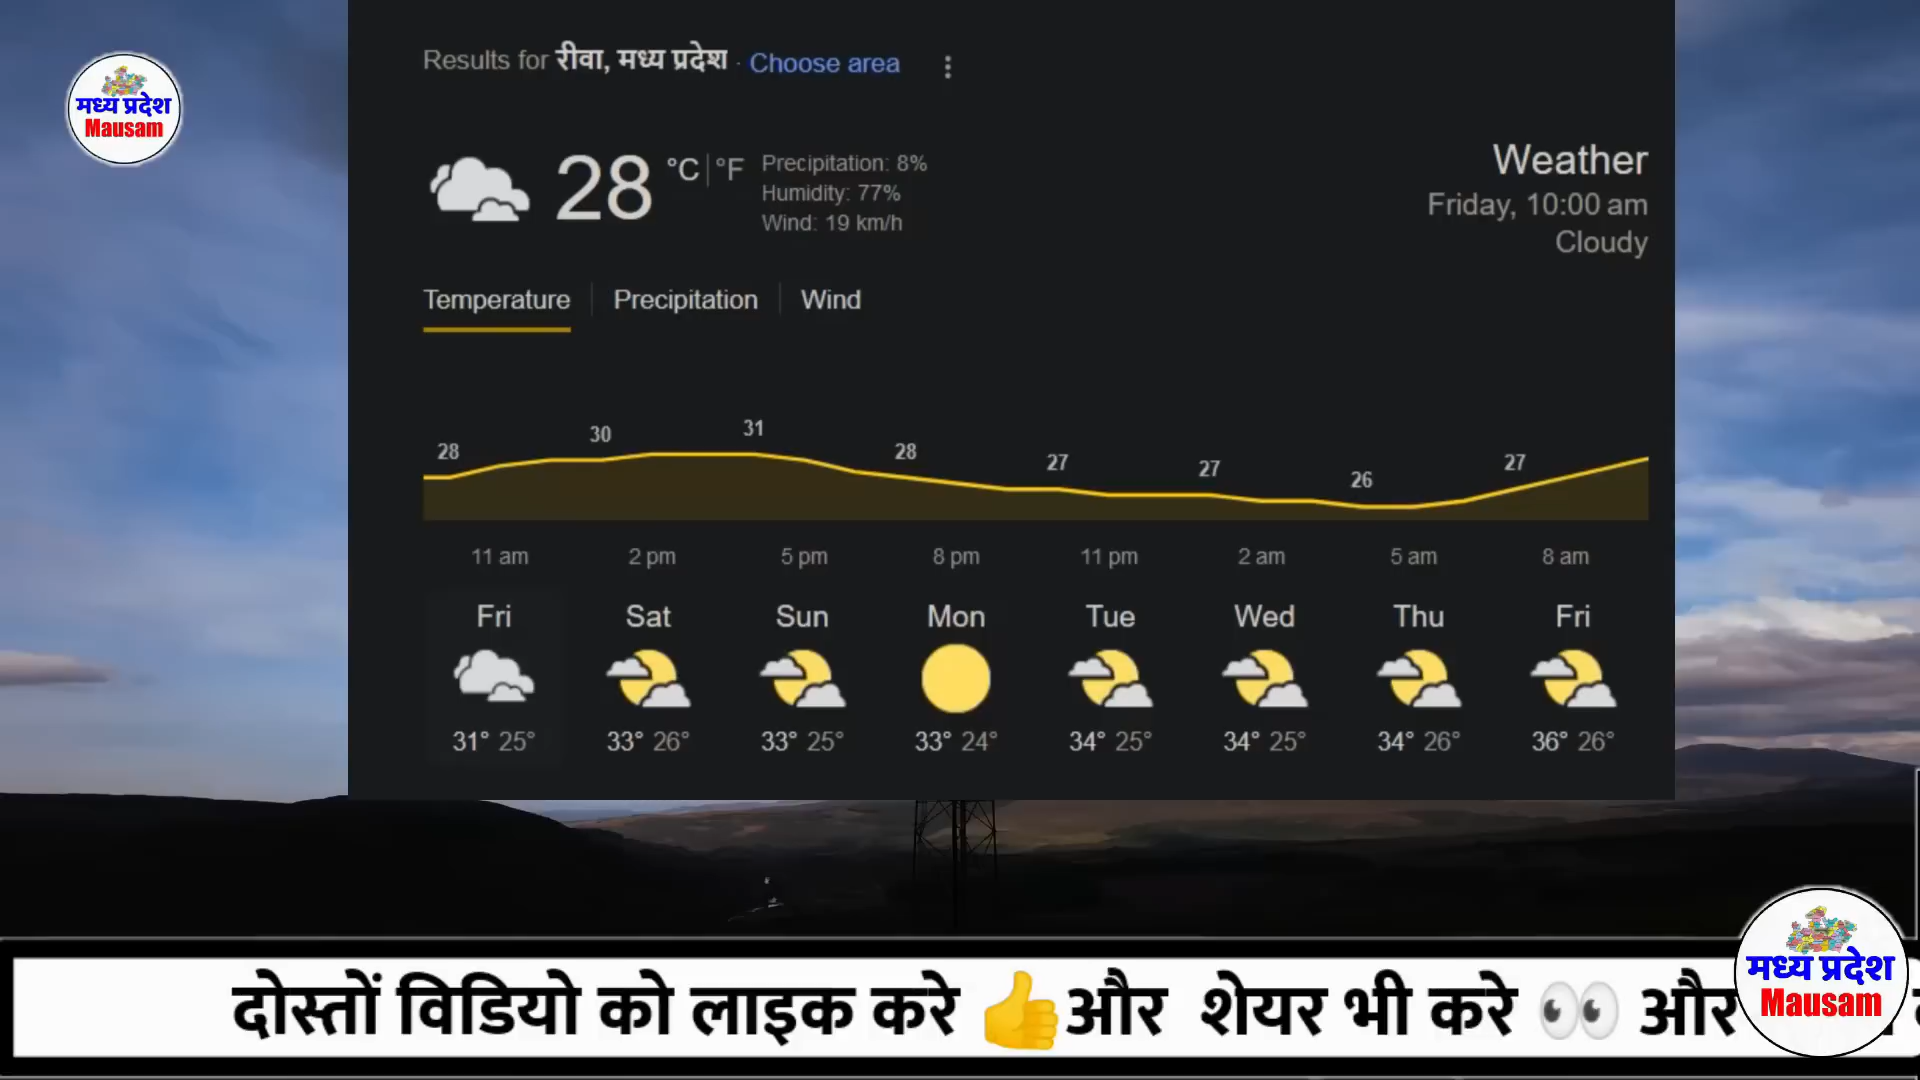 मध्य प्रदेश
Mausam
Results for रीवा, मध्य प्रदेश · Choose area
28 °C | °F
Precipitation: 8%
Humidity: 77%
Wind: 19 km/h
Weather
Friday, 10:00 am
Cloudy
Temperature Precipitation Wind
28 30 31 28 27 27 26 27
11 am 2 pm 5 pm 8 pm 11 pm 2 am 5 am 8 am
Fri Sat Sun Mon Tue Wed Thu Fri
31° 25° 33° 26° 33° 25° 33° 24° 34° 25° 34° 25° 34° 26° 36° 26°
दोस्तों विडियो को लाइक करे 👍और शेयर भी करे 👀 और
मध्य प्रदेश
Mausam